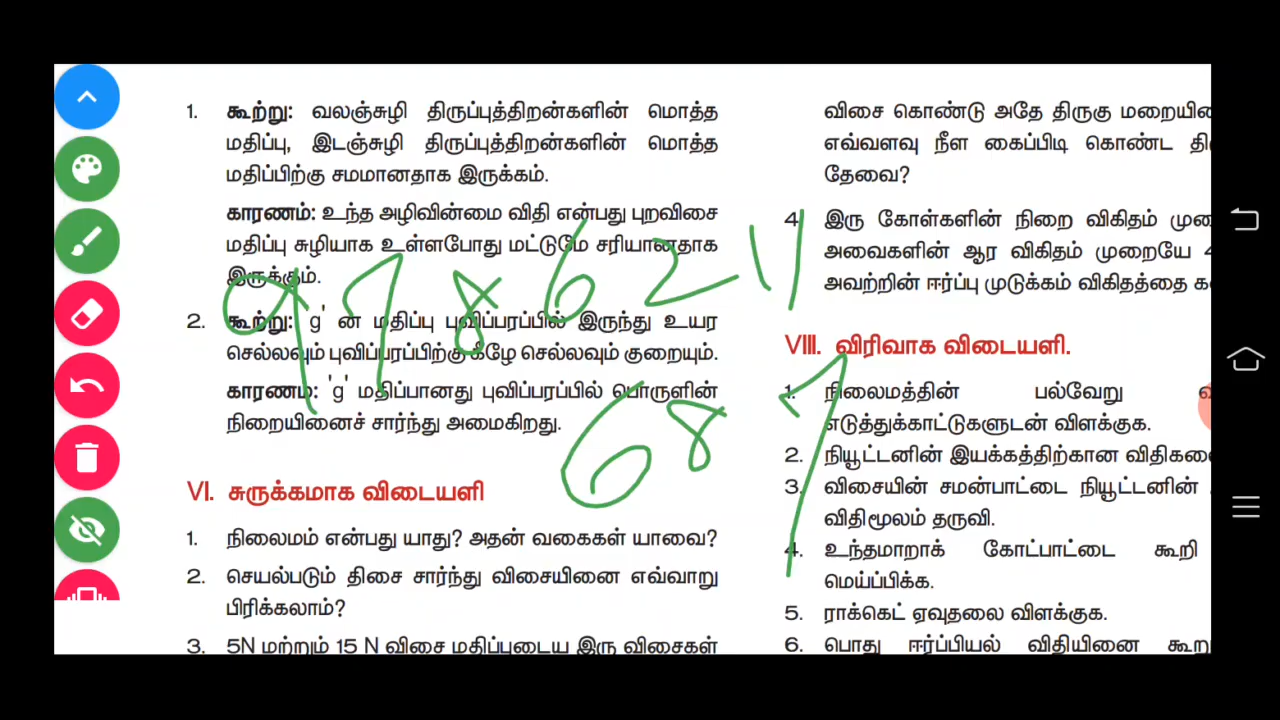 1. கூற்று: வலஞ்சுழி திருப்புத்திறன்களின் மொத்த
மதிப்பு, இடஞ்சுழி திருப்புத்திறன்களின் மொத்த
மதிப்பிற்கு சமமானதாக இருக்கம்.
காரணம்: உந்த அழிவின்மை விதி என்பது புறவிசை
மதிப்பு சுழியாக உள்ளபோது மட்டுமே சரியானதாக
இருக்கும்.
2. கூற்று: 'g' ன் மதிப்பு புவிப்பரப்பில் இருந்து உயர
செல்லவும் புவிப்பரப்பிற்கு கீழே செல்லவும் குறையும்.
காரணம்: 'g' மதிப்பானது புவிப்பரப்பில் பொருளின்
நிறையினைச் சார்ந்து அமைகிறது.
9786211
687
VI. சுருக்கமாக விடையளி
1. நிலைமம் என்பது யாது? அதன் வகைகள் யாவை?
2. செயல்படும் திசை சார்ந்து விசையினை எவ்வாறு
பிரிக்கலாம்?
3. 5N மற்றும் 15 N விசை மதிப்புடைய இரு விசைகள்
விசை கொண்டு அதே திருகு
எவ்வளவு நீள கைப்பிடி கொண்ட
தேவை?
4. இரு கோள்களின் நிறை விகிதம்
அவைகளின் ஆர விகிதம் முறையே
அவற்றின் ஈர்ப்பு முடுக்கம் விகிதத்தை
VIII. விரிவாக விடையளி.
1. நிலைமத்தின் பல்வேறு
எடுத்துக்காட்டுகளுடன் விளக்குக.
2. நியூட்டனின் இயக்கத்திற்கான
3. விசையின் சமன்பாட்டை நியூட்டனின்
விதிமூலம் தருவி.
4. உந்தமாறாக் கோட்பாட்டை கூறி
மெய்ப்பிக்க.
5. ராக்கெட் ஏவுதலை விளக்குக.
6. பொது ஈர்ப்பியல் விதியினை